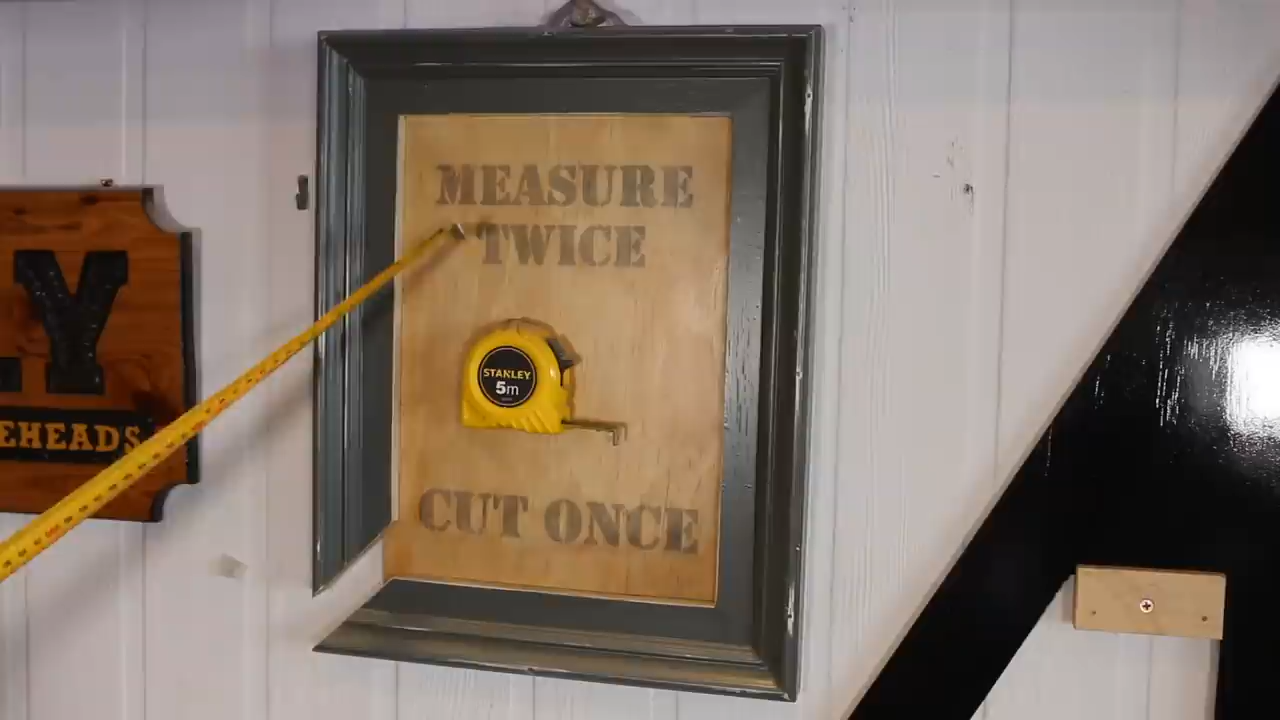 MEASURE
TWICE
STANLEY
5m
CUT ONCE
Y
EHEADS